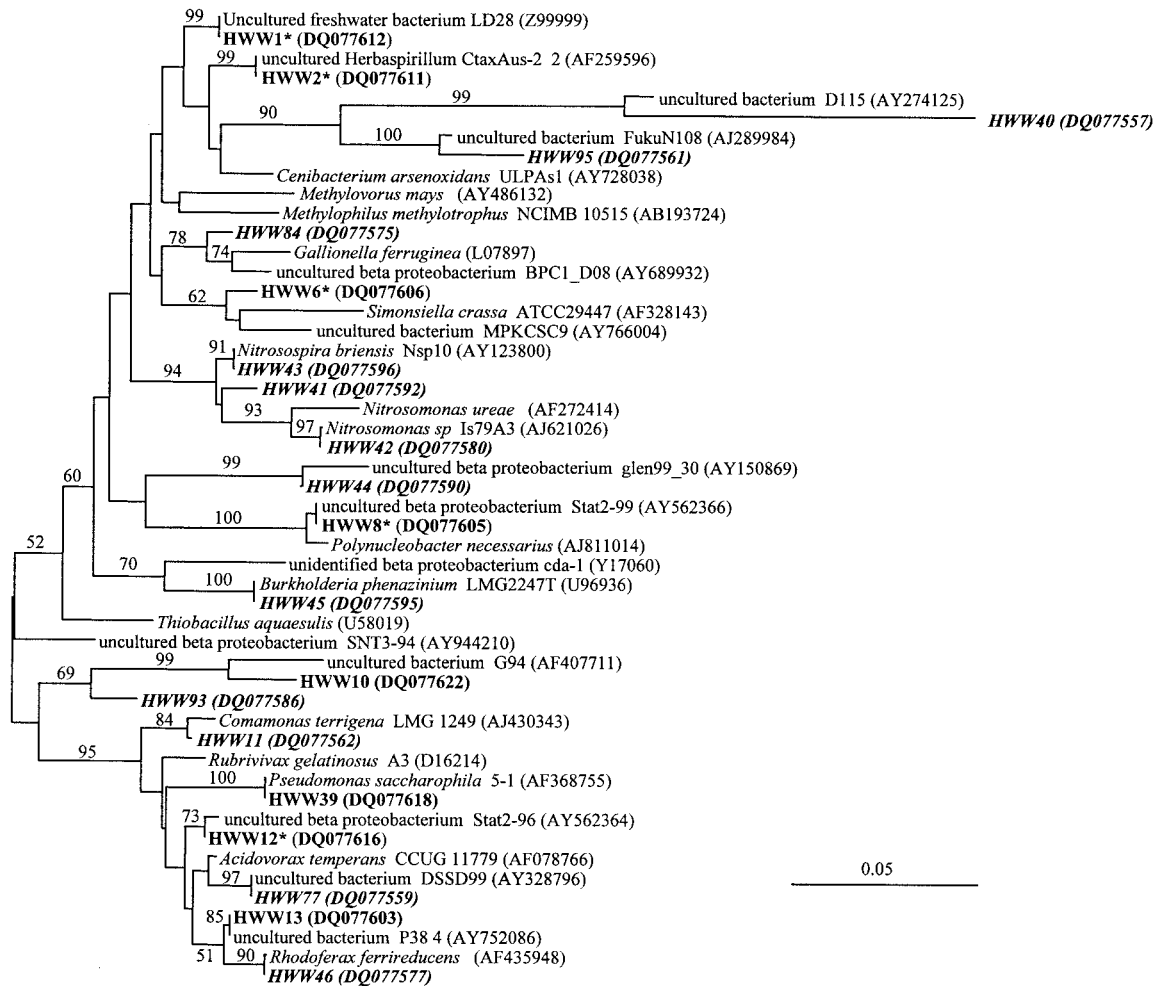 99 Uncultured freshwater bacterium LD28 (Z99999)
HWW1* (DQ077612)
99 uncultured Herbaspirillum CtaxAus-2 2 (AF259596)
HWW2* (DQ077611)
99 uncultured bacterium D115 (AY274125)
90 HWW40 (DQ077557)
100 uncultured bacterium FukuN108 (AJ289984)
HWW95 (DQ077561)
Cenibacterium arsenoxidans ULPAs1 (AY728038)
Methylovorus mays (AY486132)
Methylophilus methylotrophus NCIMB 10515 (AB193724)
78 HWW84 (DQ077575)
74 Gallionella ferruginea (L07897)
uncultured beta proteobacterium BPC1_D08 (AY689932)
62 HWW6* (DQ077606)
Simonsiella crassa ATCC29447 (AF328143)
uncultured bacterium MPKCSC9 (AY766004)
91 Nitrosospira briensis Nsp10 (AY123800)
94 HWW43 (DQ077596)
HWW41 (DQ077592)
93 Nitrosomonas ureae (AF272414)
97 Nitrosomonas sp Is79A3 (AJ621026)
HWW42 (DQ077580)
99 uncultured beta proteobacterium glen99_30 (AY150869)
60 HWW44 (DQ077590)
uncultured beta proteobacterium Stat2-99 (AY562366)
100 HWW8* (DQ077605)
52 Polynucleobacter necessarius (AJ811014)
70 unidentified beta proteobacterium cda-1 (Y17060)
100 Burkholderia phenazinium LMG2247T (U96936)
HWW45 (DQ077595)
Thiobacillus aquaesulis (U58019)
uncultured beta proteobacterium SNT3-94 (AY944210)
99 uncultured bacterium G94 (AF407711)
69 HWW10 (DQ077622)
HWW93 (DQ077586)
84 Comamonas terrigena LMG 1249 (AJ430343)
HWW11 (DQ077562)
95 Rubrivivax gelatinosus A3 (D16214)
100 Pseudomonas saccharophila 5-1 (AF368755)
HWW39 (DQ077618)
73 uncultured beta proteobacterium Stat2-96 (AY562364)
HWW12* (DQ077616)
Acidovorax temperans CCUG 11779 (AF078766)
0.05
97 uncultured bacterium DSSD99 (AY328796)
HWW77 (DQ077559)
85 HWW13 (DQ077603)
uncultured bacterium P38 4 (AY752086)
51 90 Rhodoferax ferrireducens (AF435948)
HWW46 (DQ077577)